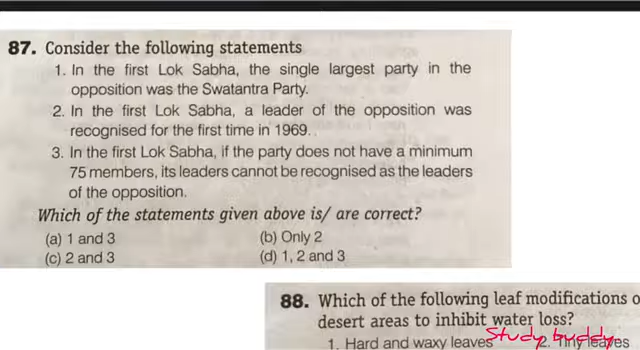 87. Consider the following statements
1. In the first Lok Sabha, the single largest party in the
opposition was the Swatantra Party.
2. In the first Lok Sabha, a leader of the opposition was
recognised for the first time in 1969.
3. In the first Lok Sabha, if the party does not have a minimum
75 members, its leaders cannot be recognised as the leaders
of the opposition.
Which of the statements given above is/ are correct?
(a) 1 and 3 (b) Only 2
(c) 2 and 3 (d) 1, 2 and 3
88. Which of the following leaf modifications o
desert areas to inhibit water loss?
1. Hard and waxy leaves 2. Tiny leaves
Study buddy